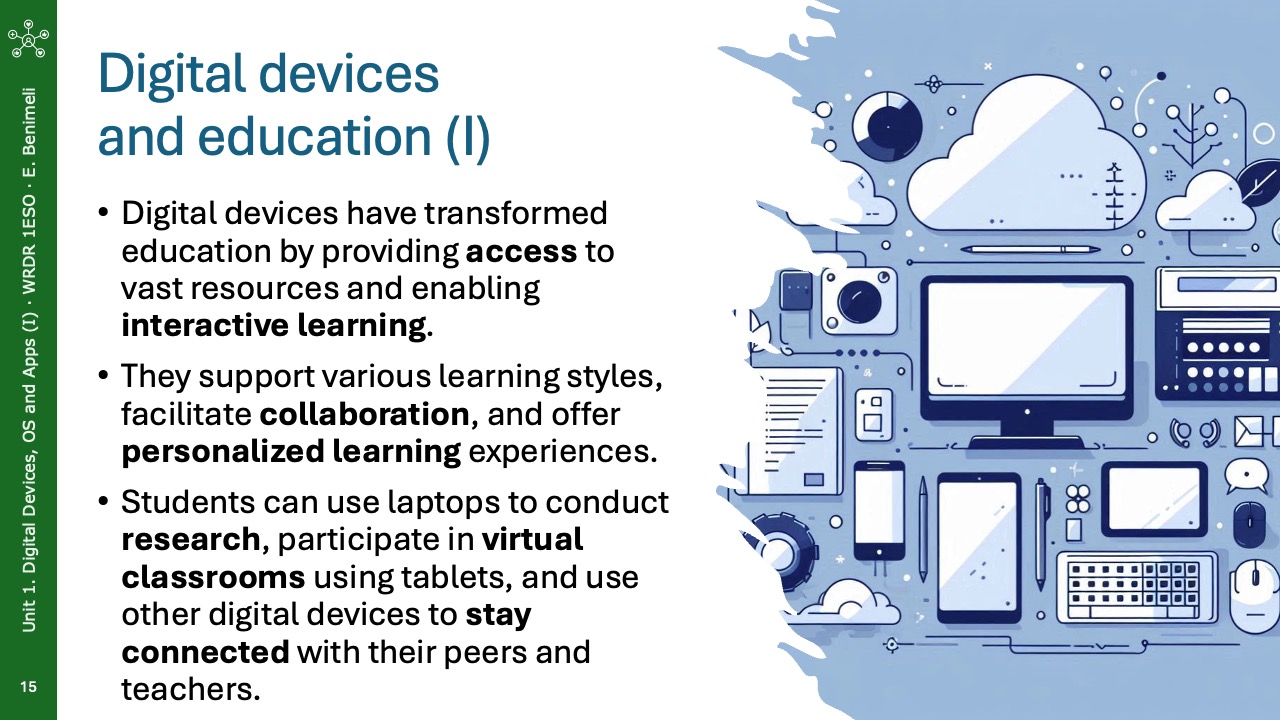 Digital devices
and education (I)
• Digital devices have transformed
education by providing access to
vast resources and enabling
interactive learning.
• They support various learning styles,
facilitate collaboration, and offer
personalized learning experiences.
• Students can use laptops to conduct
research, participate in virtual
classrooms using tablets, and use
other digital devices to stay
connected with their peers and
teachers.
Unit 1. Digital Devices, OS and Apps (I) · WRDR 1ESO · E. Benimeli
15